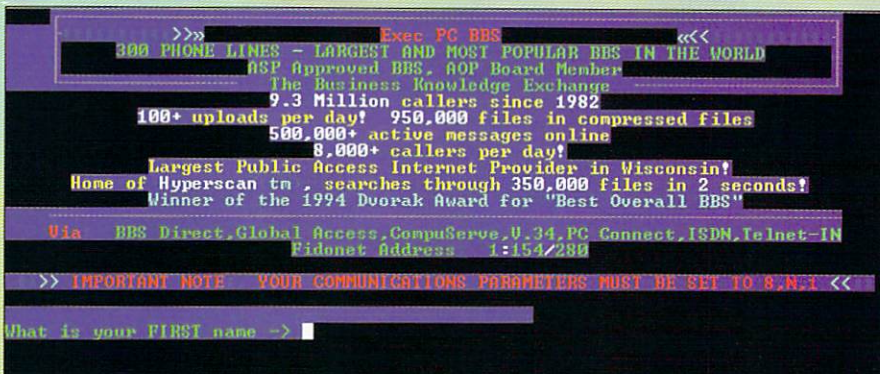 >>» Exec PC BBS «<<
300 PHONE LINES - LARGEST AND MOST POPULAR BBS IN THE WORLD
ASP Approved BBS, AOP Board Member
The Business Knowledge Exchange
9.3 Million callers since 1982
100+ uploads per day! 950,000 files in compressed files
500,000+ active messages online
8,000+ callers per day!
Largest Public Access Internet Provider in Wisconsin!
Home of Hyperscan tm , searches through 350,000 files in 2 seconds!
Winner of the 1994 Dvorak Award for "Best Overall BBS"
Via BBS Direct,Global Access,CompuServe,V.34,PC Connect,ISDN,Telnet-IN
Fidonet Address 1:154/280
>> IMPORTANT NOTE YOUR COMMUNICATIONS PARAMETERS MUST BE SET TO 8,N,1 <<
What is your FIRST name ->